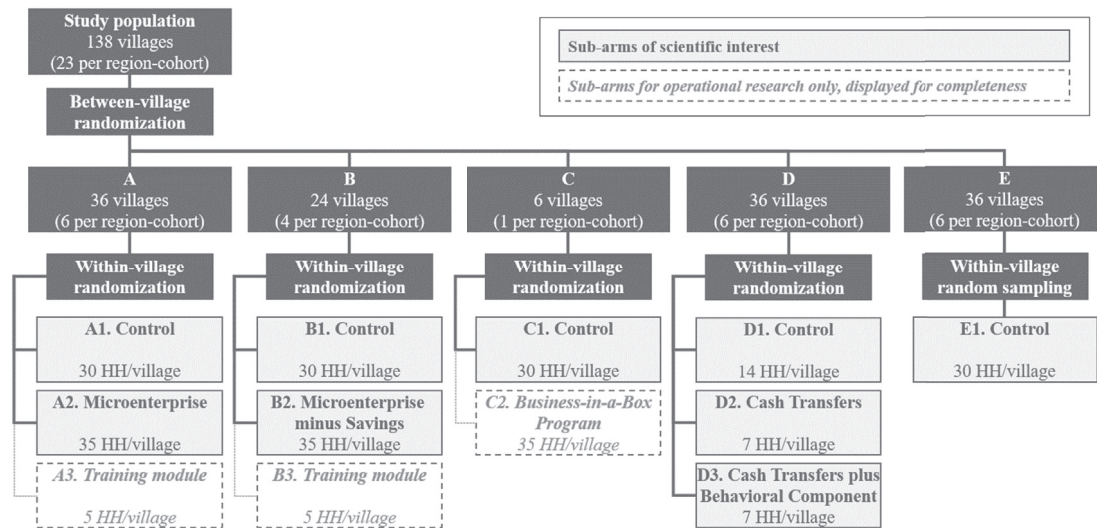 Study population
138 villages
(23 per region-cohort)
Sub-arms of scientific interest
Sub-arms for operational research only, displayed for completeness
Between-village
randomization
A
36 villages
(6 per region-cohort)
B
24 villages
(4 per region-cohort)
C
6 villages
(1 per region-cohort)
D
36 villages
(6 per region-cohort)
E
36 villages
(6 per region-cohort)
Within-village
randomization
Within-village
randomization
Within-village
randomization
Within-village
randomization
Within-village
random sampling
A1. Control
30 HH/village
B1. Control
30 HH/village
C1. Control
30 HH/village
D1. Control
14 HH/village
E1. Control
30 HH/village
A2. Microenterprise
35 HH/village
B2. Microenterprise
minus Savings
35 HH/village
C2. Business-in-a-Box
Program
35 HH/village
D2. Cash Transfers
7 HH/village
A3. Training module
5 HH/village
B3. Training module
5 HH/village
D3. Cash Transfers plus
Behavioral Component
7 HH/village